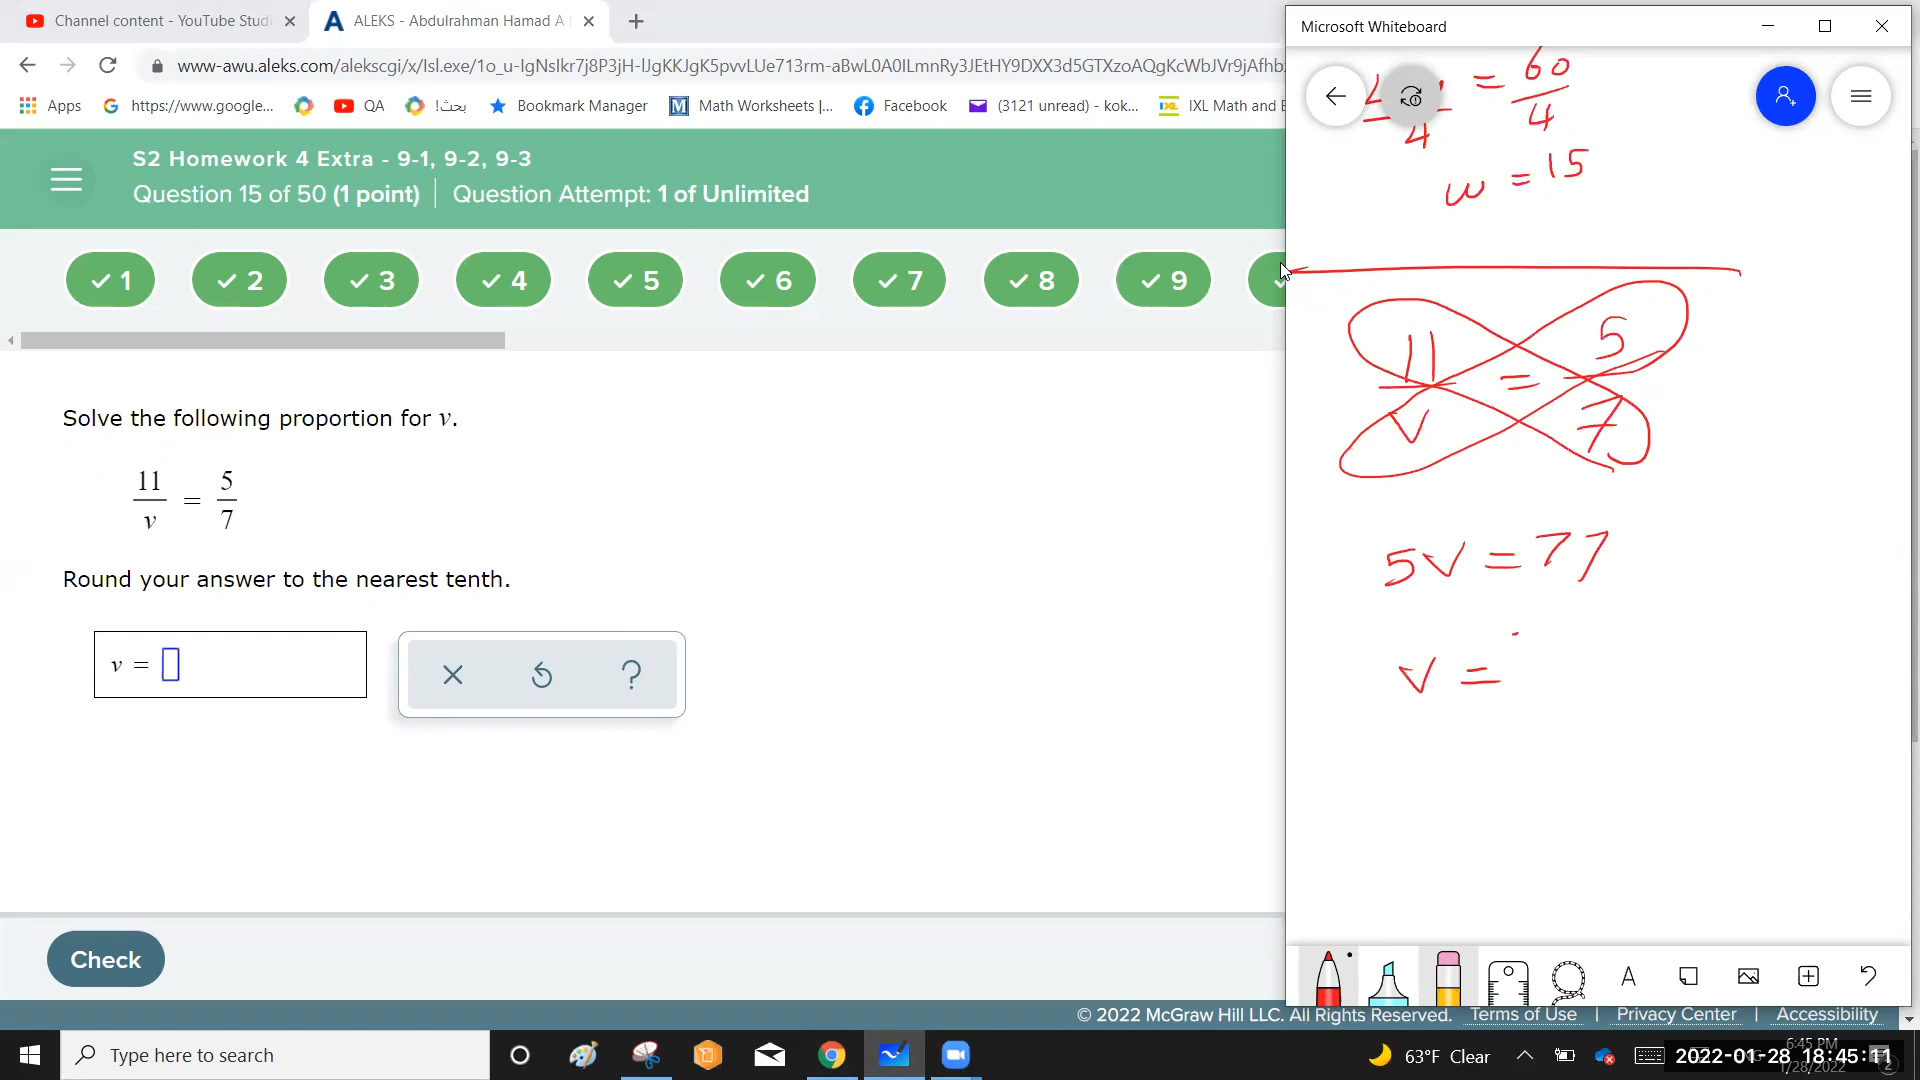 Channel content - YouTube Studi
ALEKS - Abdulrahman Hamad A
Microsoft Whiteboard
www-awu.aleks.com/alekscgi/x/Isl.exe/1o_u-IgNsIkr7j8P3jH-lJgKKJgK5pvvLUe713rm-aBwL0A0ILmnRy3JEtHY9DXX3d5GTXzoAQgKcWbJVr9jAfhb
Apps https://www.google... QA بحث! Bookmark Manager Math Worksheets |... Facebook (3121 unread) - kok... IXL Math and E
S2 Homework 4 Extra - 9-1, 9-2, 9-3
Question 15 of 50 (1 point) | Question Attempt: 1 of Unlimited
1 2 3 4 5 6 7 8 9
Solve the following proportion for v.
11/v = 5/7
Round your answer to the nearest tenth.
v =
?
Check
= 60/4
4
w = 15
11/v = 5/7
5v = 77
v =
A
© 2022 McGraw Hill LLC. All Rights Reserved. Terms of Use | Privacy Center | Accessibility
Type here to search
63°F Clear
6:45 PM
1/28/2022
2022-01-28 18:45:11
2